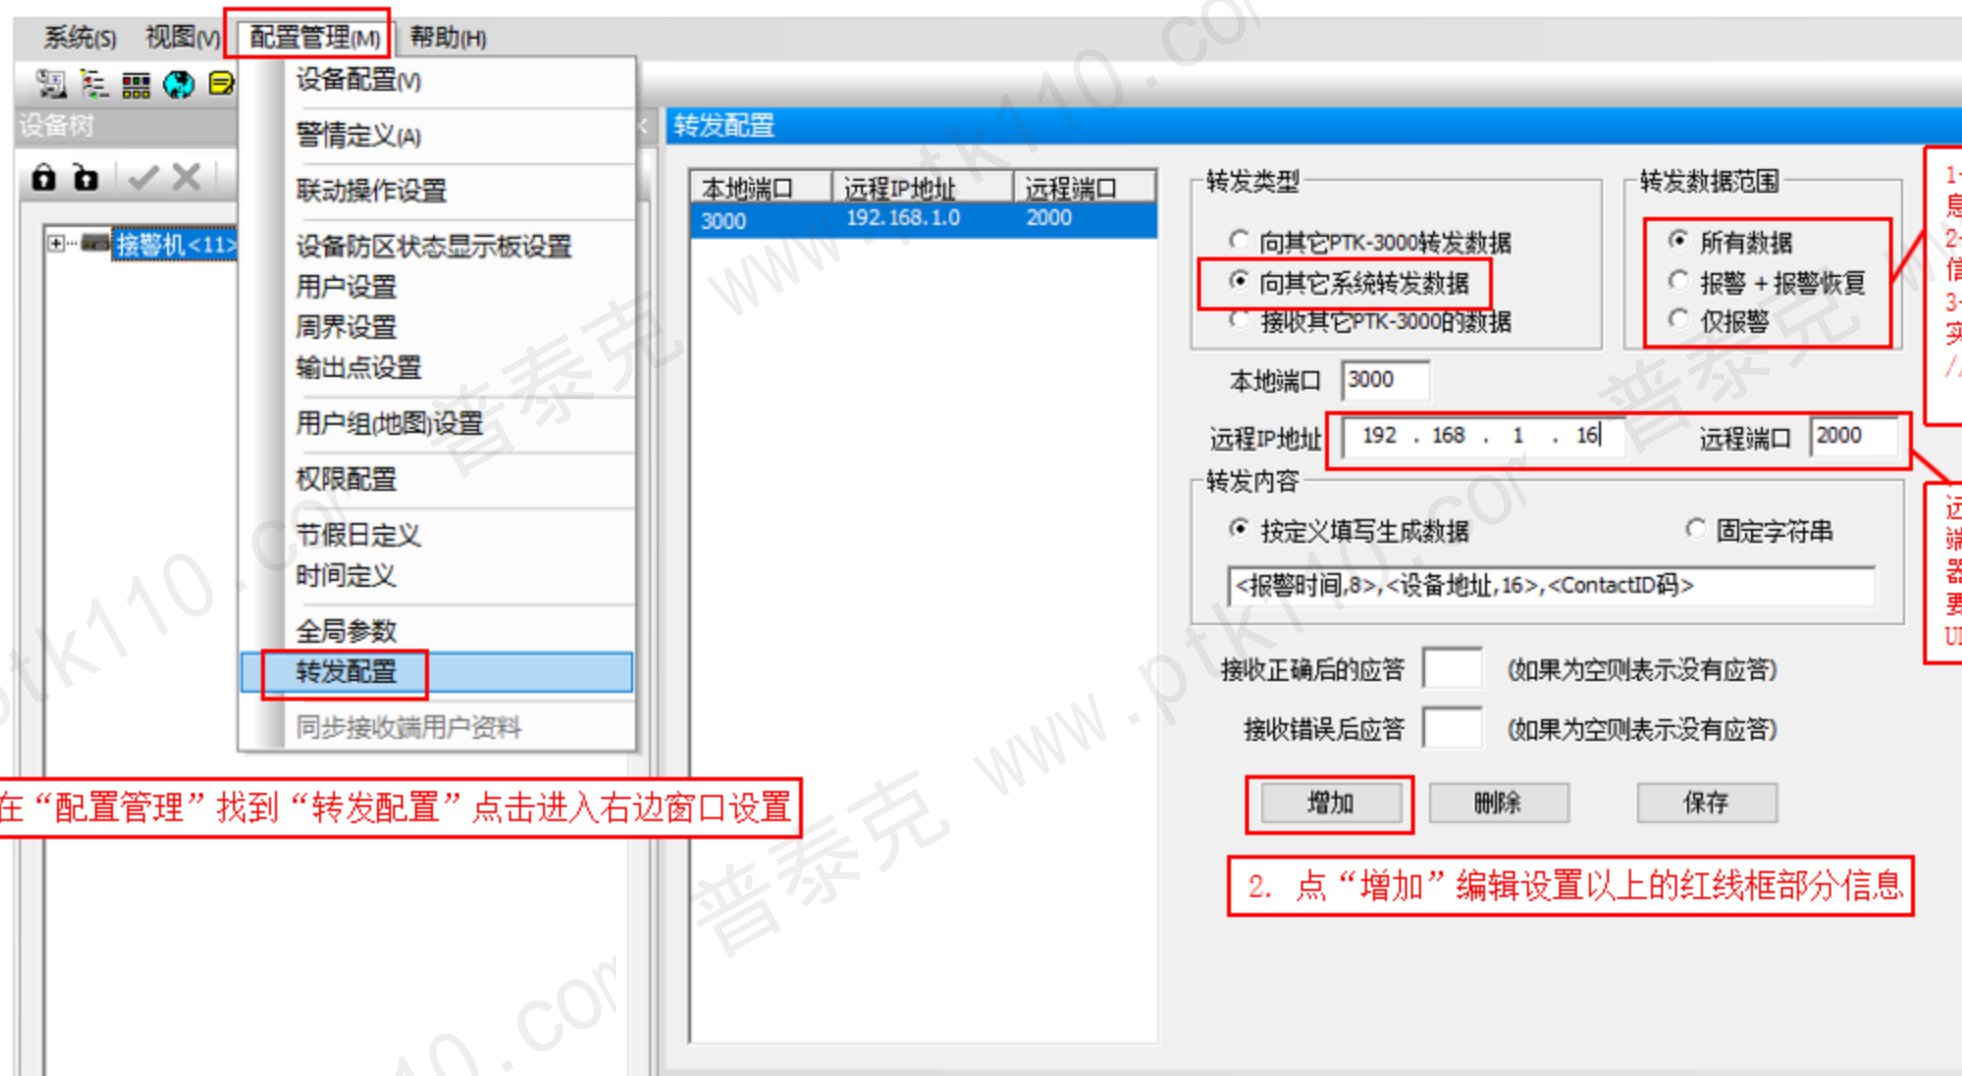 系统(S) 视图(V) 配置管理(M) 帮助(H)
设备配置(V)
警情定义(A)
联动操作设置
设备防区状态显示板设置
用户设置
周界设置
输出点设置
用户组(地图)设置
权限配置
节假日定义
时间定义
全局参数
转发配置
同步接收端用户资料
设备树
接警机<11>
在“配置管理”找到“转发配置”点击进入右边窗口设置
转发配置
本地端口 远程IP地址 远程端口
3000 192.168.1.0 2000
转发类型
向其它PTK-3000转发数据
向其它系统转发数据
接收其它PTK-3000的数据
转发数据范围
所有数据
报警 + 报警恢复
仅报警
本地端口 3000
远程IP地址 192 . 168 . 1 . 16 远程端口 2000
转发内容
按定义填写生成数据 固定字符串
<报警时间,8>,<设备地址,16>,<ContactID码>
接收正确后的应答 (如果为空则表示没有应答)
接收错误后应答 (如果为空则表示没有应答)
增加 删除 保存
2. 点“增加”编辑设置以上的红线框部分信息
普泰克 www.ptk110.com